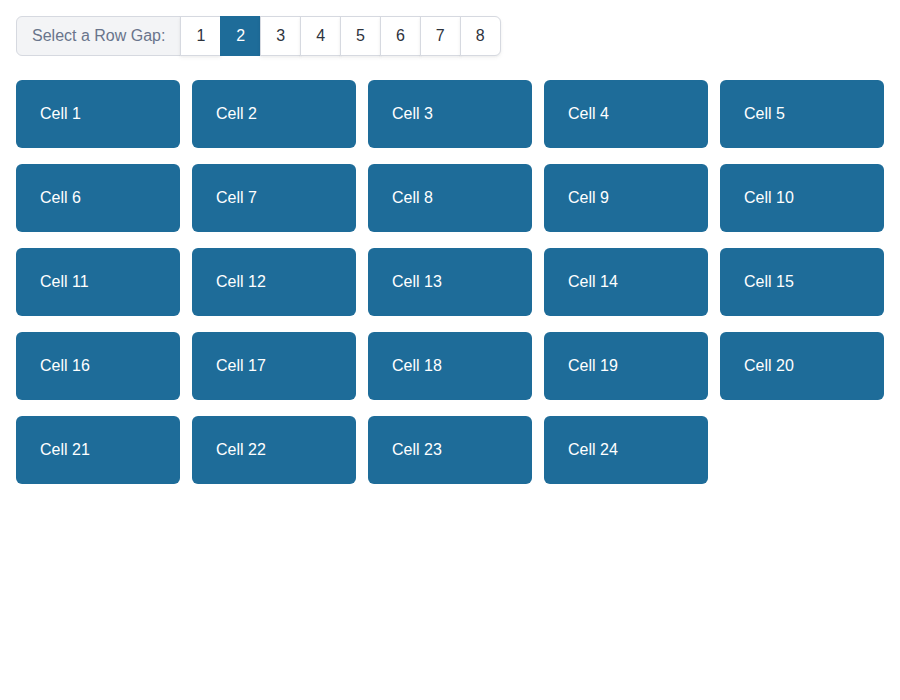 Select a Row Gap: 1 2 3 4 5 6 7 8
Cell 1 Cell 2 Cell 3 Cell 4 Cell 5
Cell 6 Cell 7 Cell 8 Cell 9 Cell 10
Cell 11 Cell 12 Cell 13 Cell 14 Cell 15
Cell 16 Cell 17 Cell 18 Cell 19 Cell 20
Cell 21 Cell 22 Cell 23 Cell 24